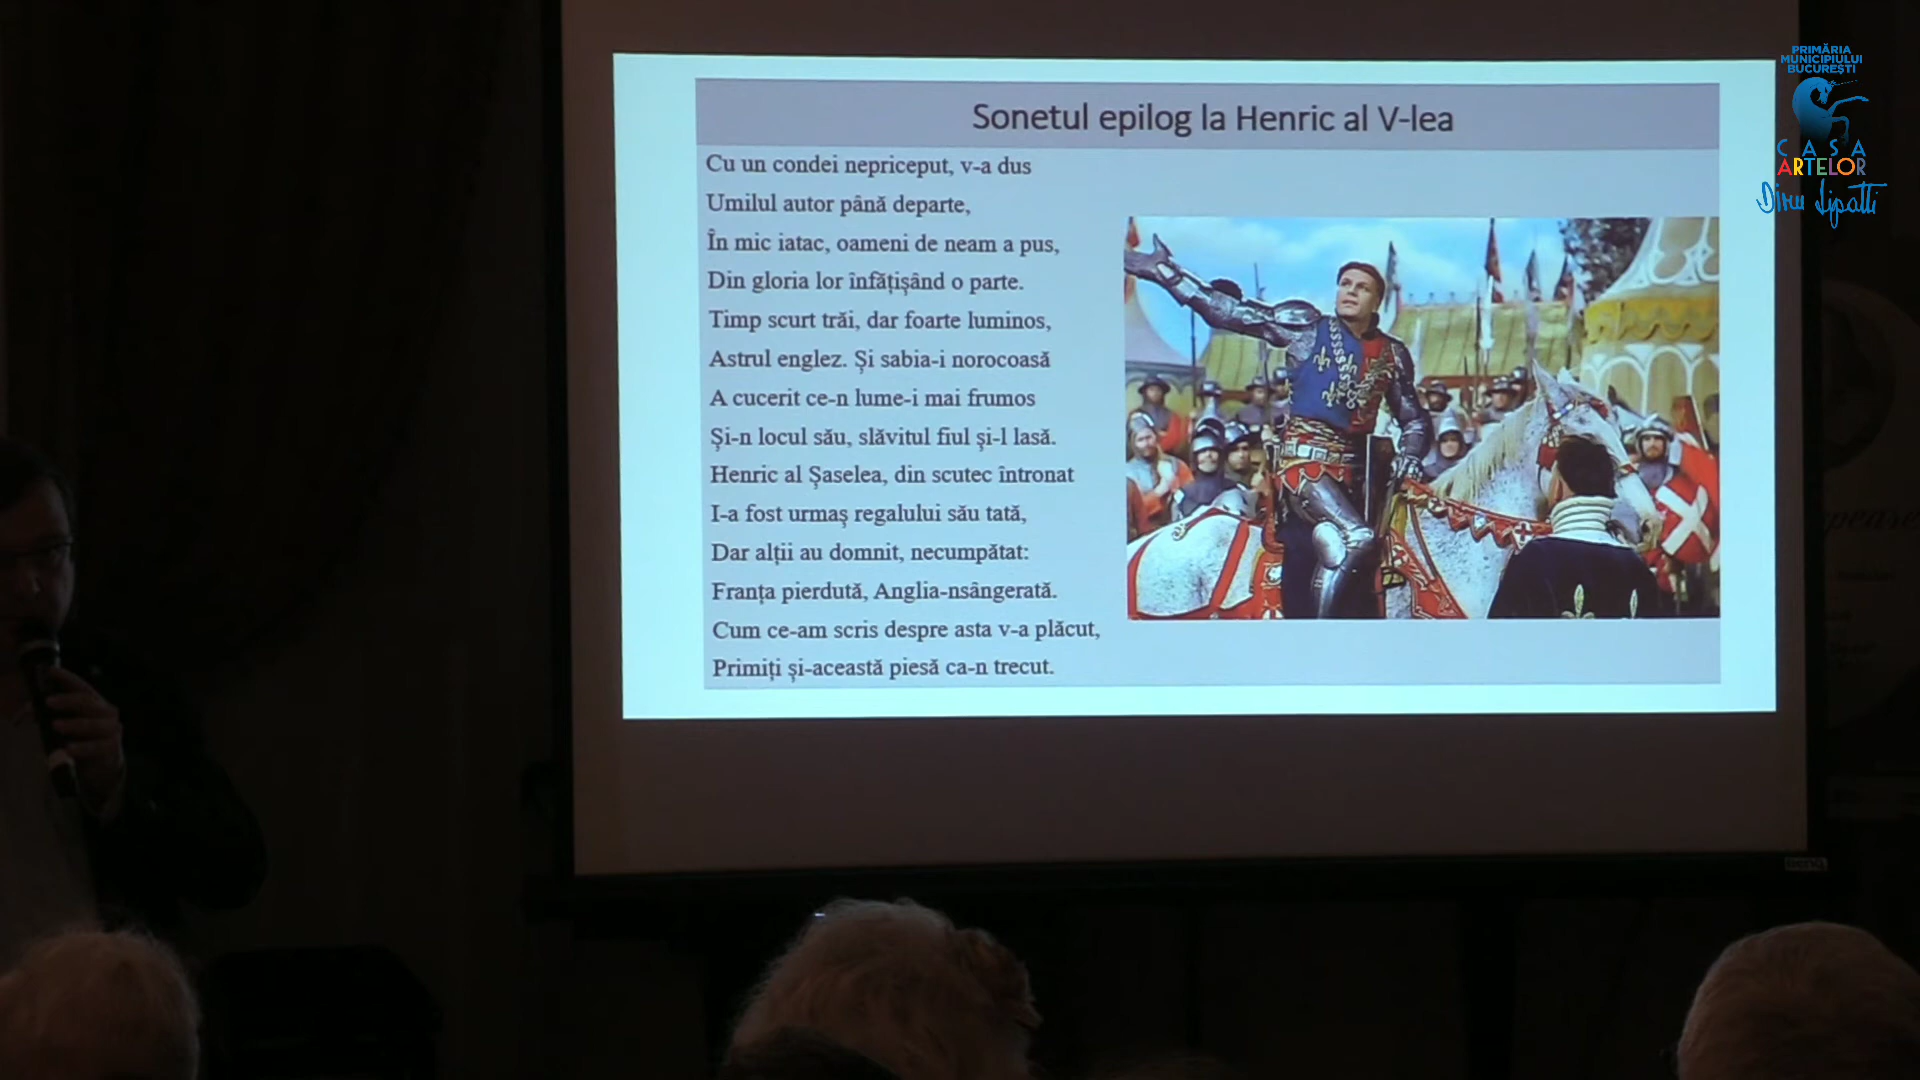 Sonetul epilog la Henric al V-lea
Cu un condei nepriceput, v-a dus
Umilul autor până departe,
În mic iatac, oameni de neam a pus,
Din gloria lor înfățișând o parte.
Timp scurt trăi, dar foarte luminos,
Astrul englez. Și sabia-i norocoasă
A cucerit ce-n lume-i mai frumos
Și-n locul său, slăvitul fiul și-l lasă.
Henric al Șaselea, din scutec întronat
I-a fost urmaș regalului său tată,
Dar alții au domnit, necumpătat:
Franța pierdută, Anglia-nsângerată.
Cum ce-am scris despre asta v-a plăcut,
Primiți și-această piesă ca-n trecut.
PRIMĂRIA
MUNICIPIULUI
BUCUREȘTI
CASA
ARTELOR
Dinu Lipatti